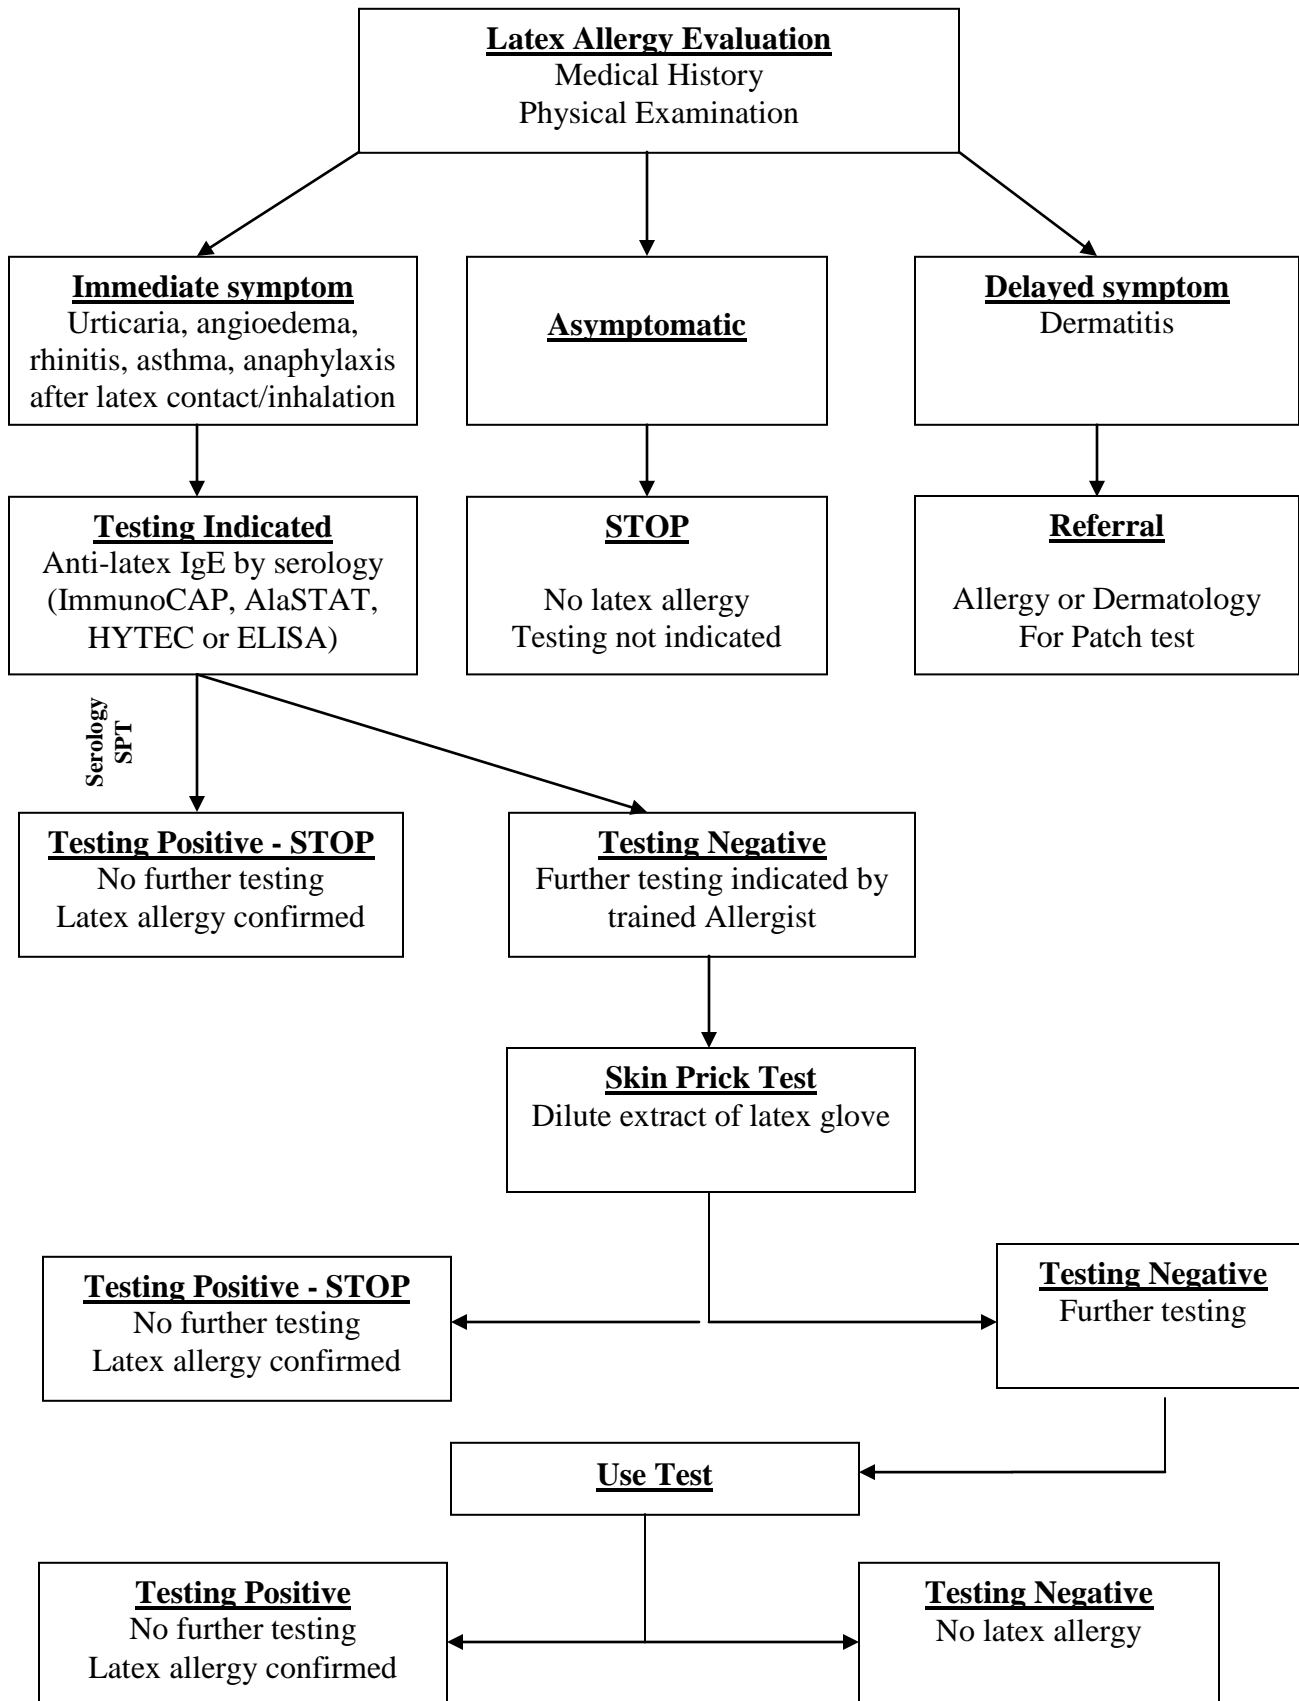 Latex Allergy Evaluation
Medical History
Physical Examination
Immediate symptom
Urticaria, angioedema,
rhinitis, asthma, anaphylaxis
after latex contact/inhalation
Asymptomatic
Delayed symptom
Dermatitis
Testing Indicated
Anti-latex IgE by serology
(ImmunoCAP, AlaSTAT,
HYTEC or ELISA)
STOP
No latex allergy
Testing not indicated
Referral
Allergy or Dermatology
For Patch test
Serology
SPT
Testing Positive - STOP
No further testing
Latex allergy confirmed
Testing Negative
Further testing indicated by
trained Allergist
Skin Prick Test
Dilute extract of latex glove
Testing Positive - STOP
No further testing
Latex allergy confirmed
Testing Negative
Further testing
Use Test
Testing Positive
No further testing
Latex allergy confirmed
Testing Negative
No latex allergy